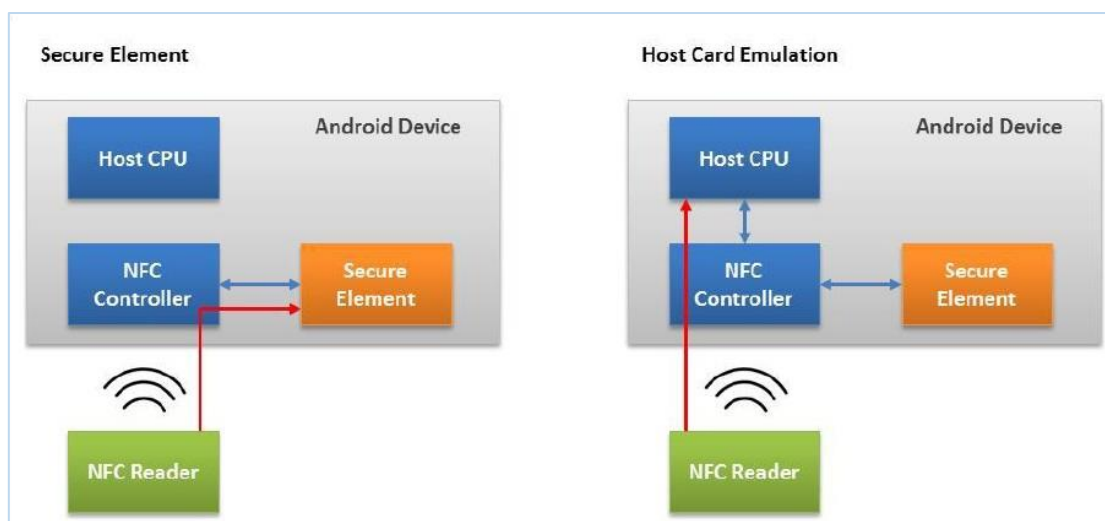 Secure Element
Android Device
Host CPU
NFC
Controller
Secure
Element
NFC Reader
Host Card Emulation
Android Device
Host CPU
NFC
Controller
Secure
Element
NFC Reader